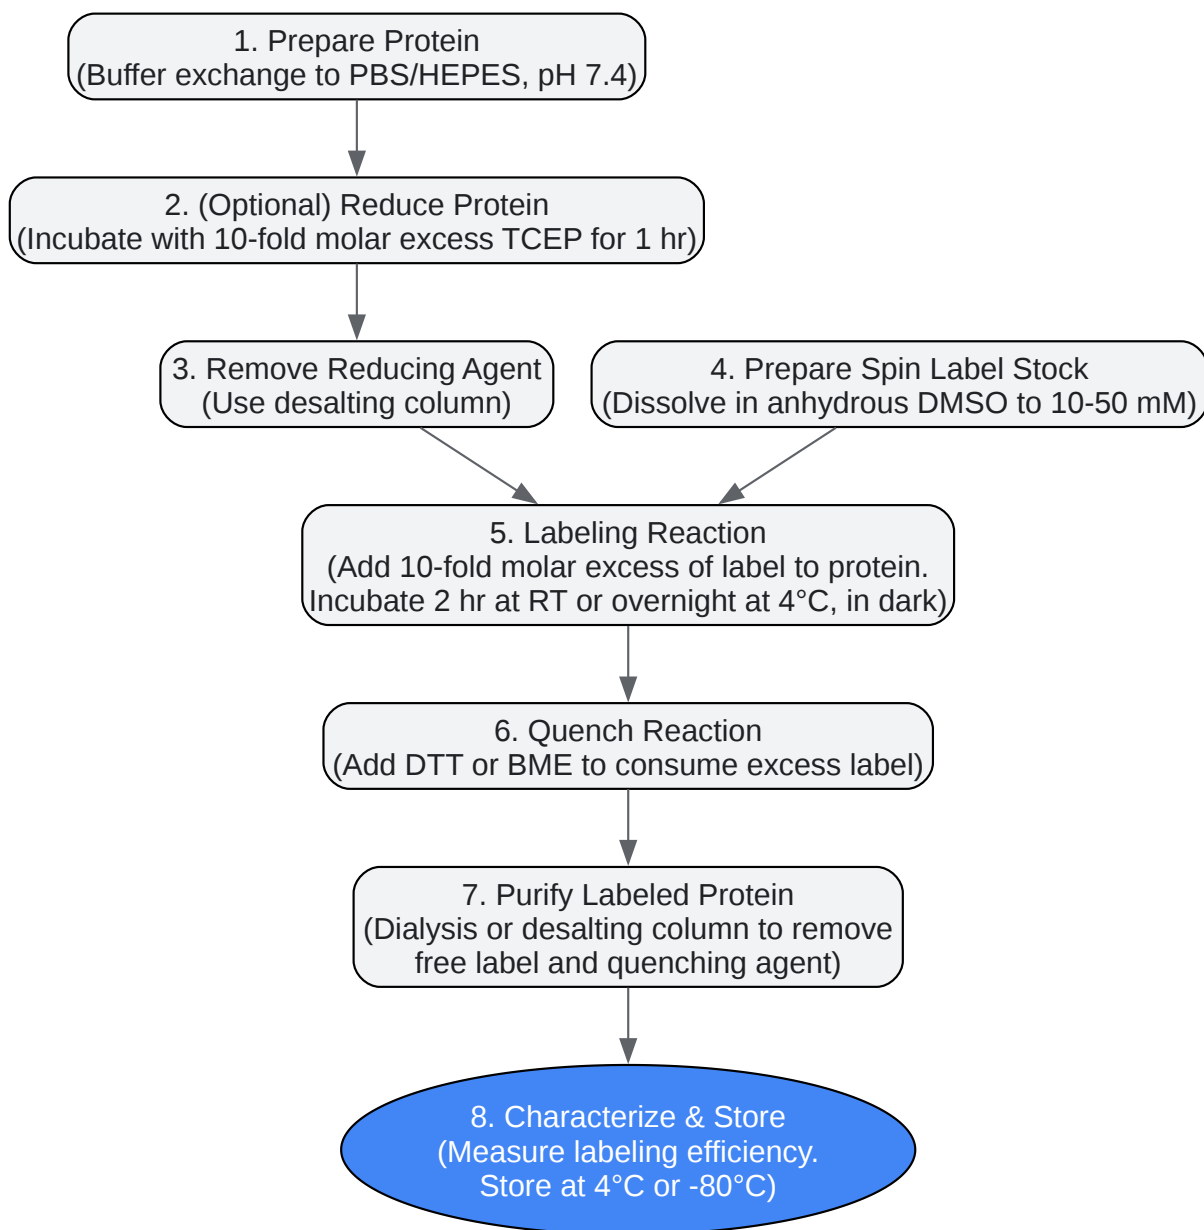 1. Prepare Protein
(Buffer exchange to PBS/HEPES, pH 7.4)
2. (Optional) Reduce Protein
(Incubate with 10-fold molar excess TCEP for 1 hr)
3. Remove Reducing Agent
(Use desalting column)
4. Prepare Spin Label Stock
(Dissolve in anhydrous DMSO to 10-50 mM)
5. Labeling Reaction
(Add 10-fold molar excess of label to protein.
Incubate 2 hr at RT or overnight at 4°C, in dark)
6. Quench Reaction
(Add DTT or BME to consume excess label)
7. Purify Labeled Protein
(Dialysis or desalting column to remove
free label and quenching agent)
8. Characterize & Store
(Measure labeling efficiency.
Store at 4°C or -80°C)